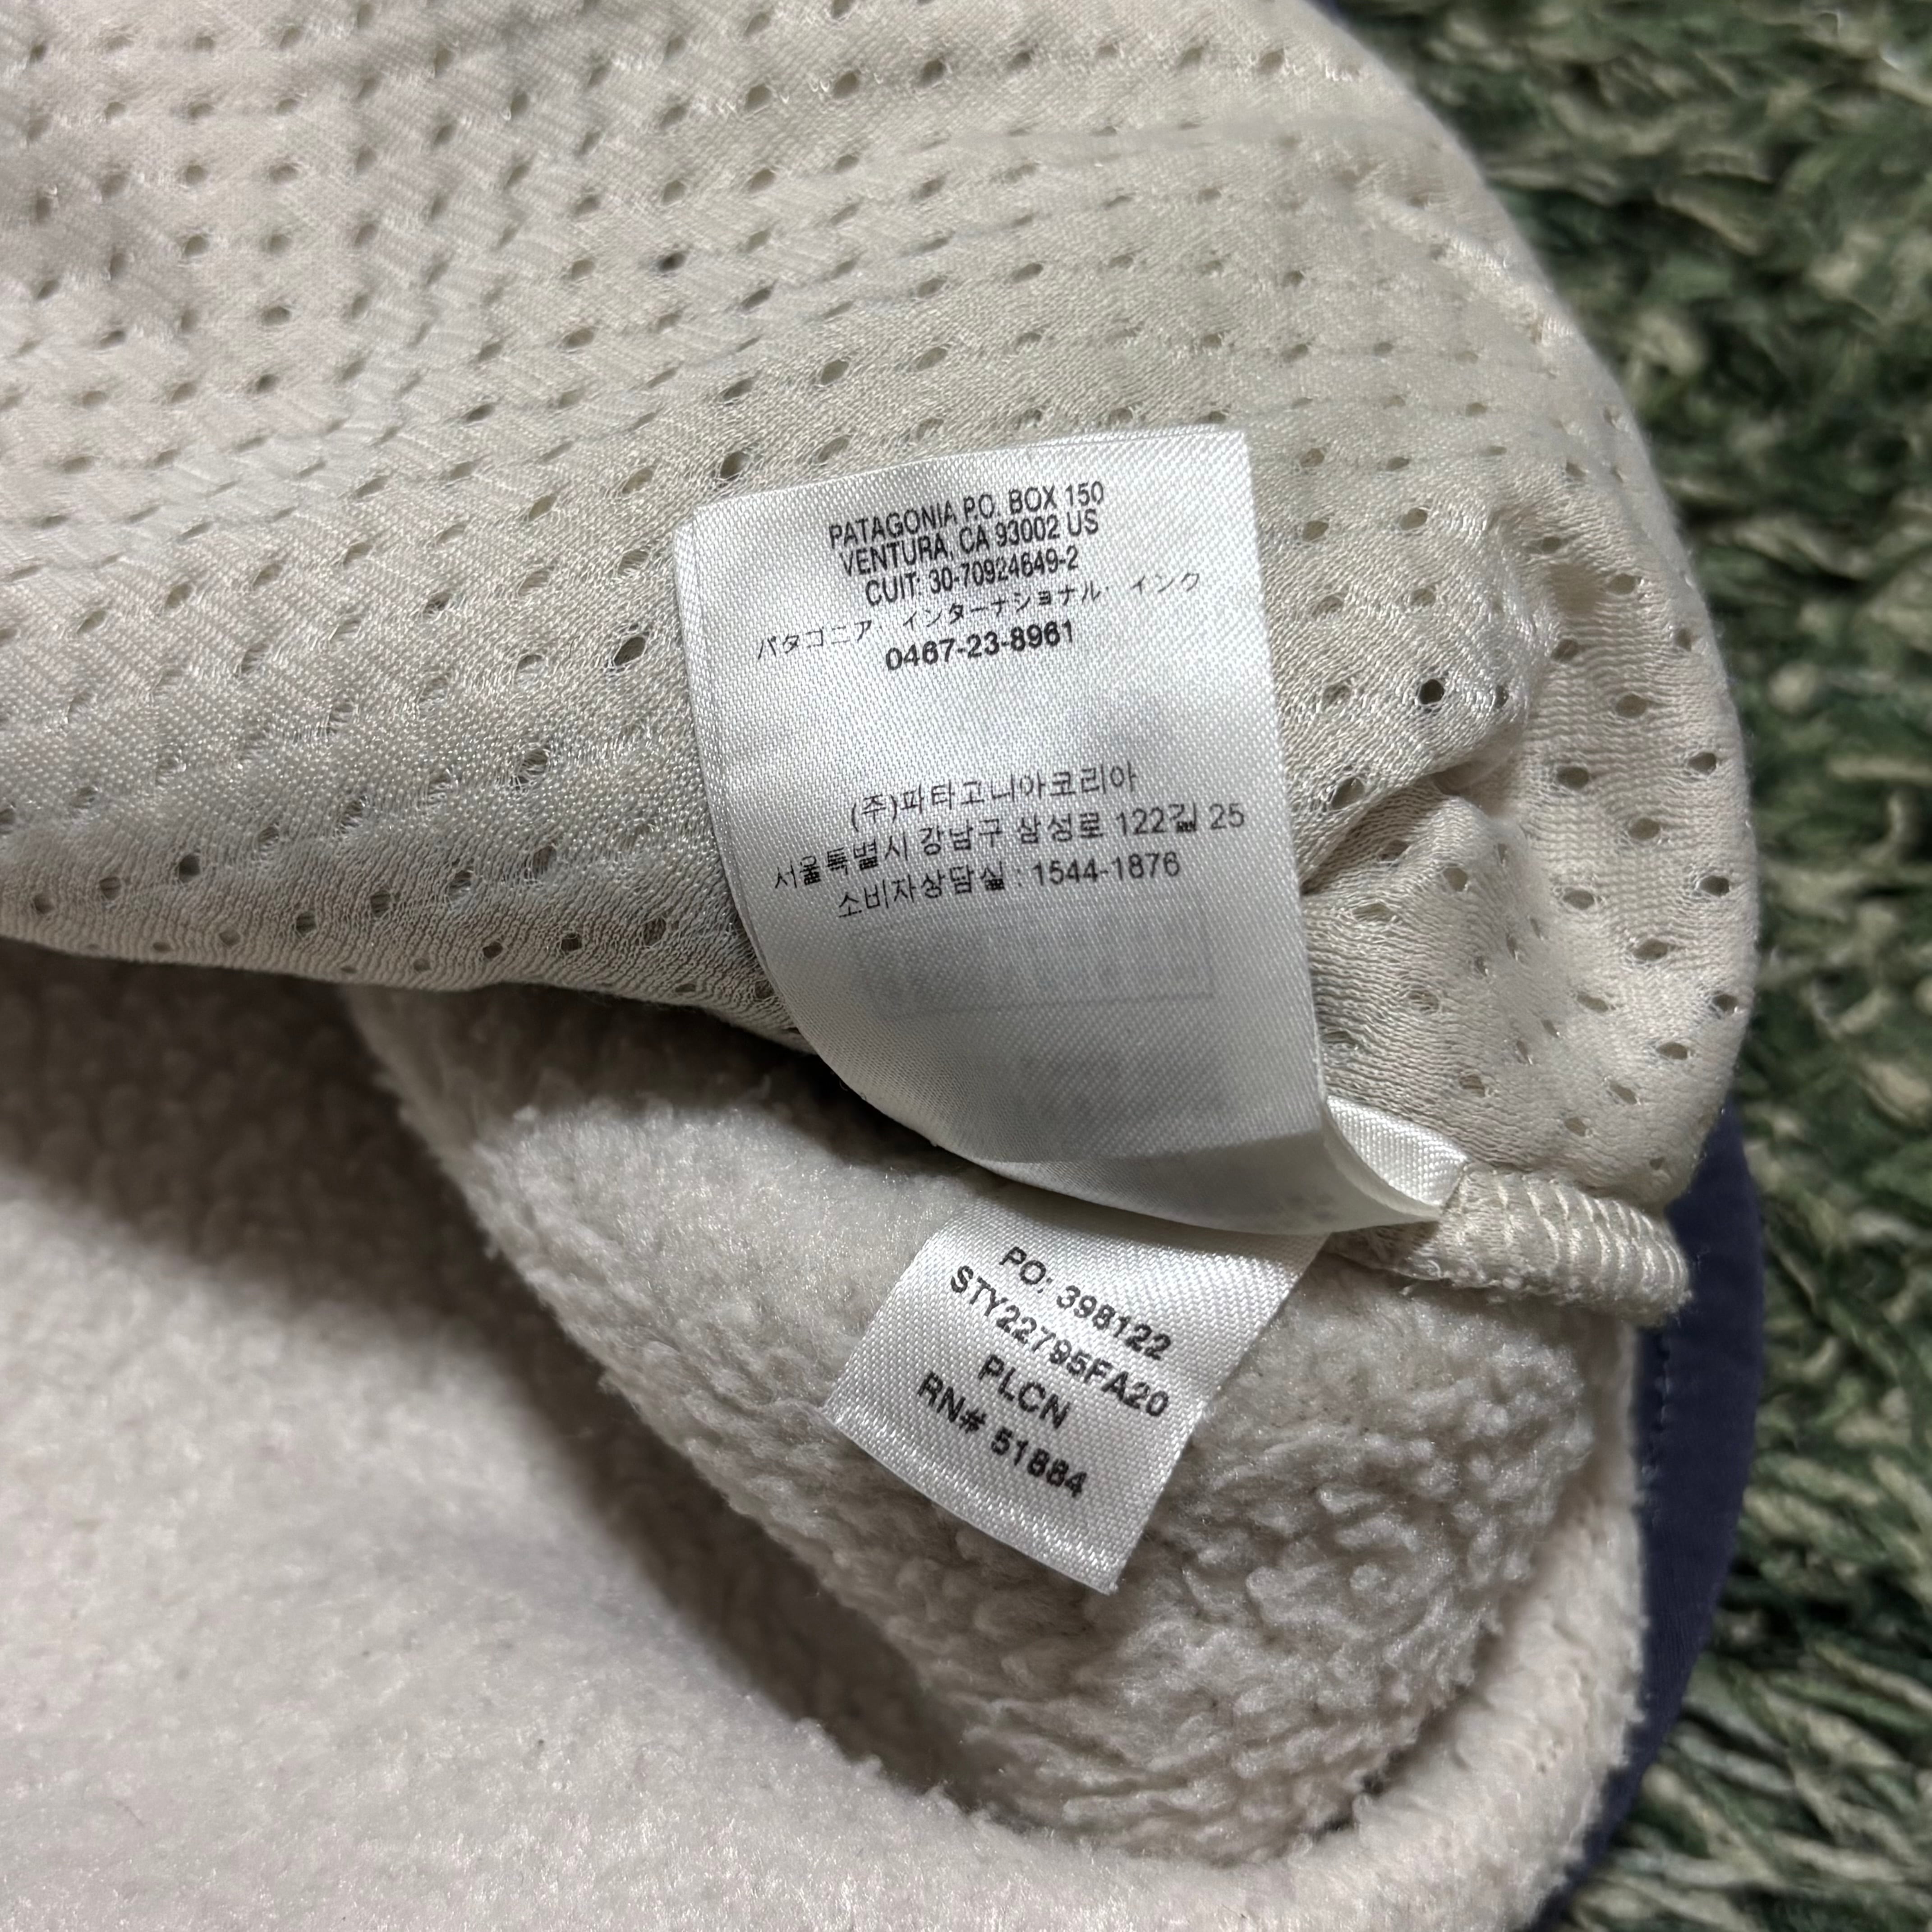 PATAGONIA P.O. BOX 150
VENTURA, CA 93002 US
CUIT: 30-70924649-2
パタゴニア・インターナショナル・インク
0467-23-8961
(주)파타고니아코리아
서울특별시 강남구 삼성로 122길 25
소비자상담실 : 1544-1876
PO: 398122
STY22795FA20
PLCN
RN# 51884